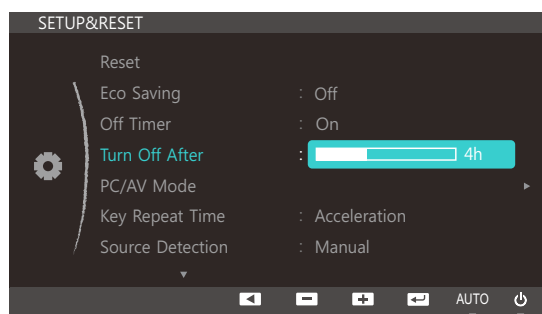 SETUP&RESET
Reset
Eco Saving : Off
Off Timer : On
Turn Off After : 4h
PC/AV Mode
Key Repeat Time : Acceleration
Source Detection : Manual
AUTO